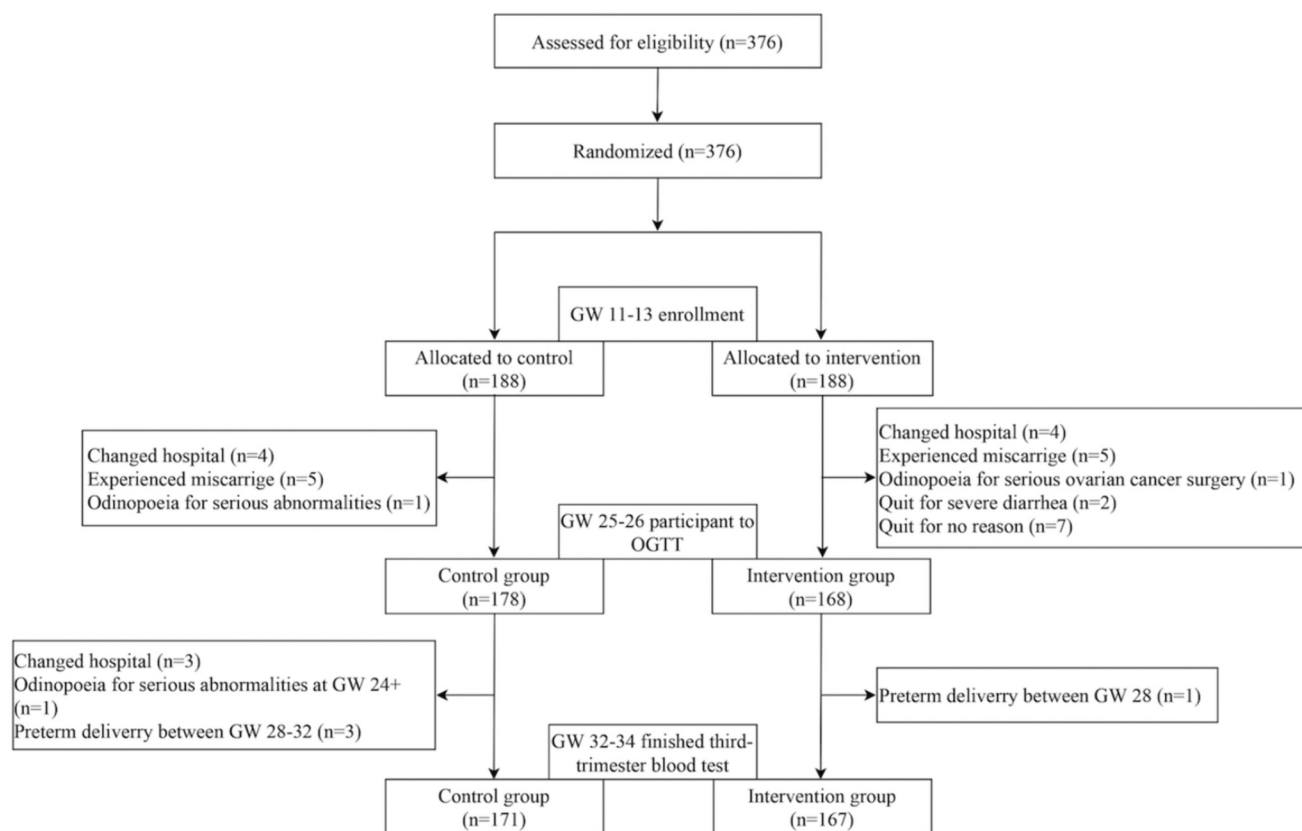 Assessed for eligibility (n=376)
Randomized (n=376)
GW 11-13 enrollment
Allocated to control
(n=188)
Allocated to intervention
(n=188)
Changed hospital (n=4)
Experienced miscarrige (n=5)
Odinopoeia for serious abnormalities (n=1)
Changed hospital (n=4)
Experienced miscarrige (n=5)
Odinopoeia for serious ovarian cancer surgery (n=1)
Quit for severe diarrhea (n=2)
Quit for no reason (n=7)
GW 25-26 participant to
OGTT
Control group
(n=178)
Intervention group
(n=168)
Changed hospital (n=3)
Odinopoeia for serious abnormalities at GW 24+
(n=1)
Preterm deliverry between GW 28-32 (n=3)
Preterm deliverry between GW 28 (n=1)
GW 32-34 finished third-
trimester blood test
Control group
(n=171)
Intervention group
(n=167)